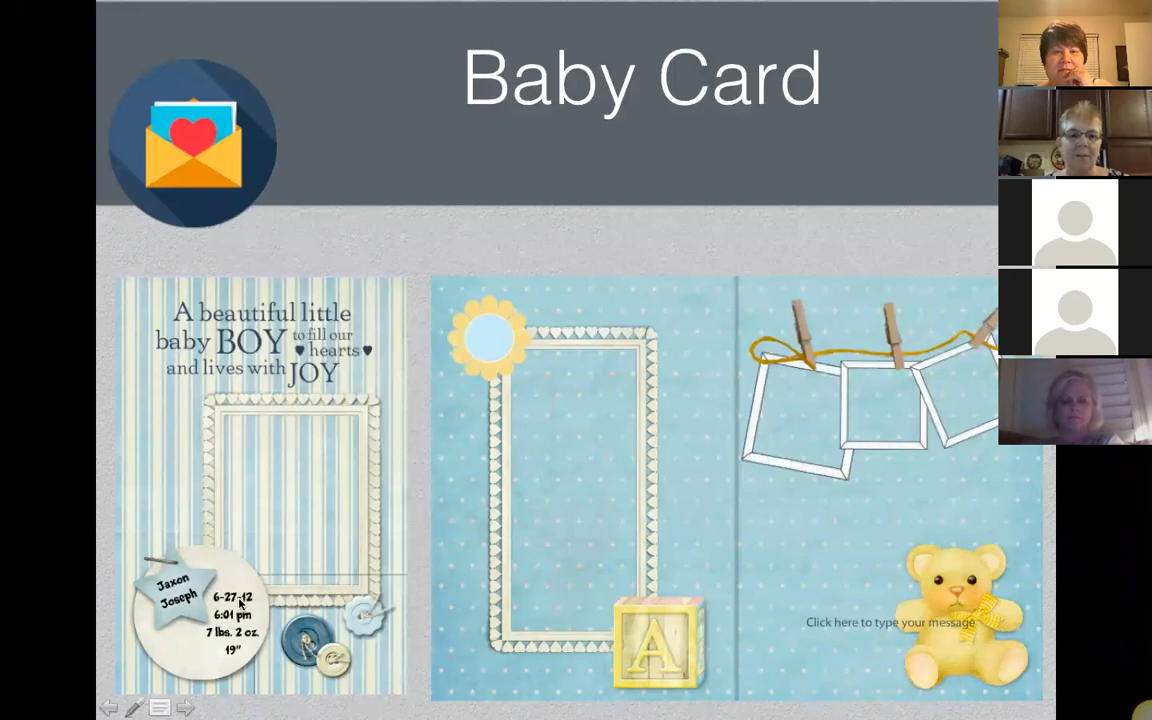 Baby Card
A beautiful little
baby BOY to fill our
hearts
and lives with JOY
Jaxon
Joseph
6-27-12
6:01 pm
7 lbs. 2 oz.
19"
A
Click here to type your message